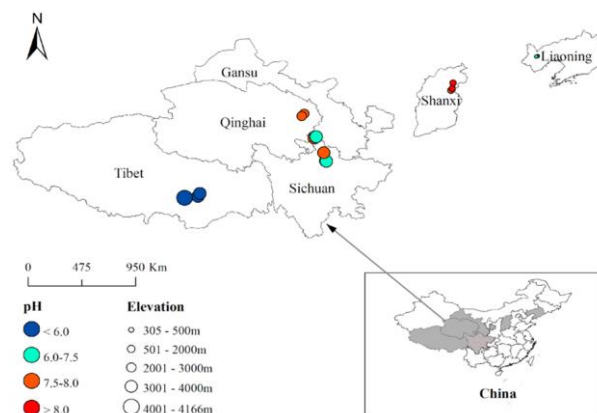 N
Liaoning
Gansu
Shanxi
Qinghai
Tibet
Sichuan
0 475 950 Km
pH Elevation
< 6.0 305 - 500m
6.0-7.5 501 - 2000m
7.5-8.0 2001 - 3000m
> 8.0 3001 - 4000m
4001 - 4166m
China